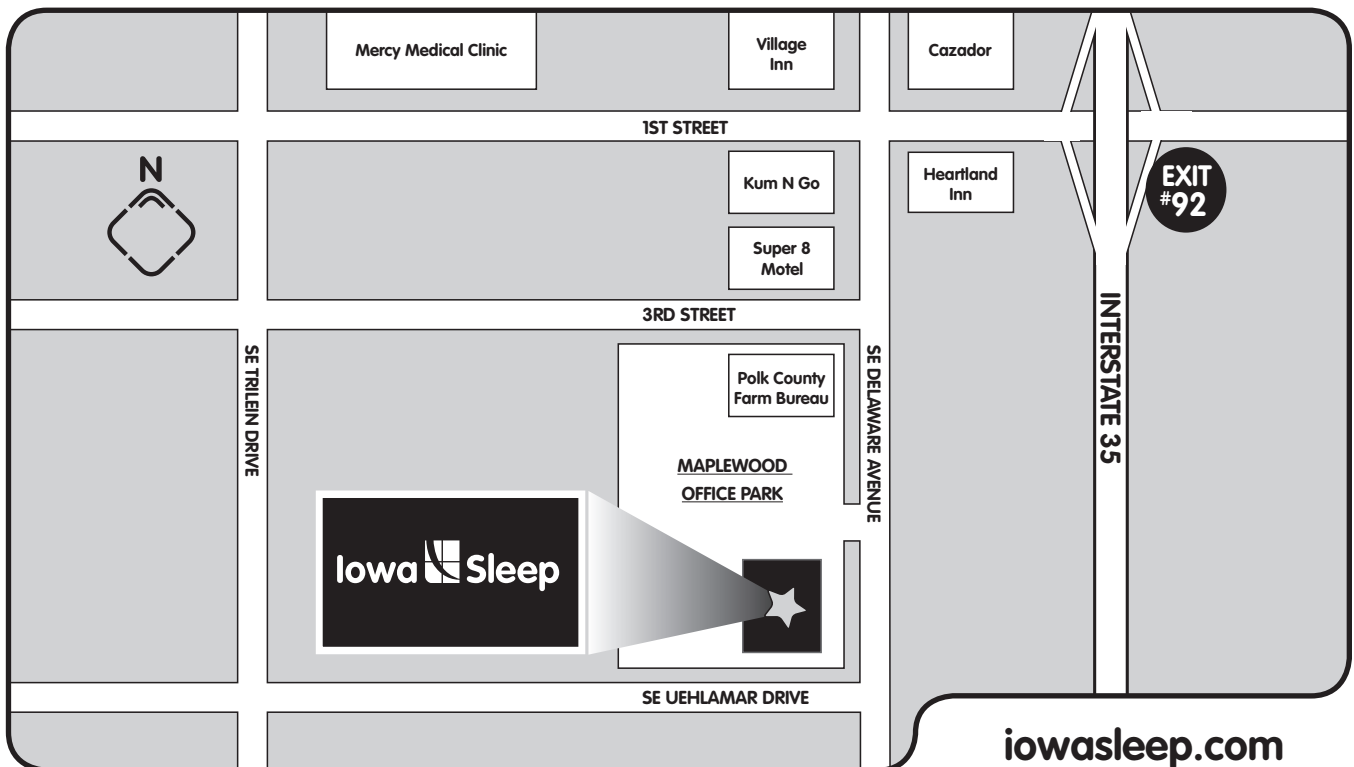 Mercy Medical Clinic
Village
Inn
Cazador
1ST STREET
N
Kum N Go
Heartland
Inn
EXIT
#92
Super 8
Motel
3RD STREET
INTERSTATE 35
SE TRILEIN DRIVE
SE DELAWARE AVENUE
Polk County
Farm Bureau
MAPLEWOOD
OFFICE PARK
Iowa Sleep
SE UEHLAMAR DRIVE
iowasleep.com